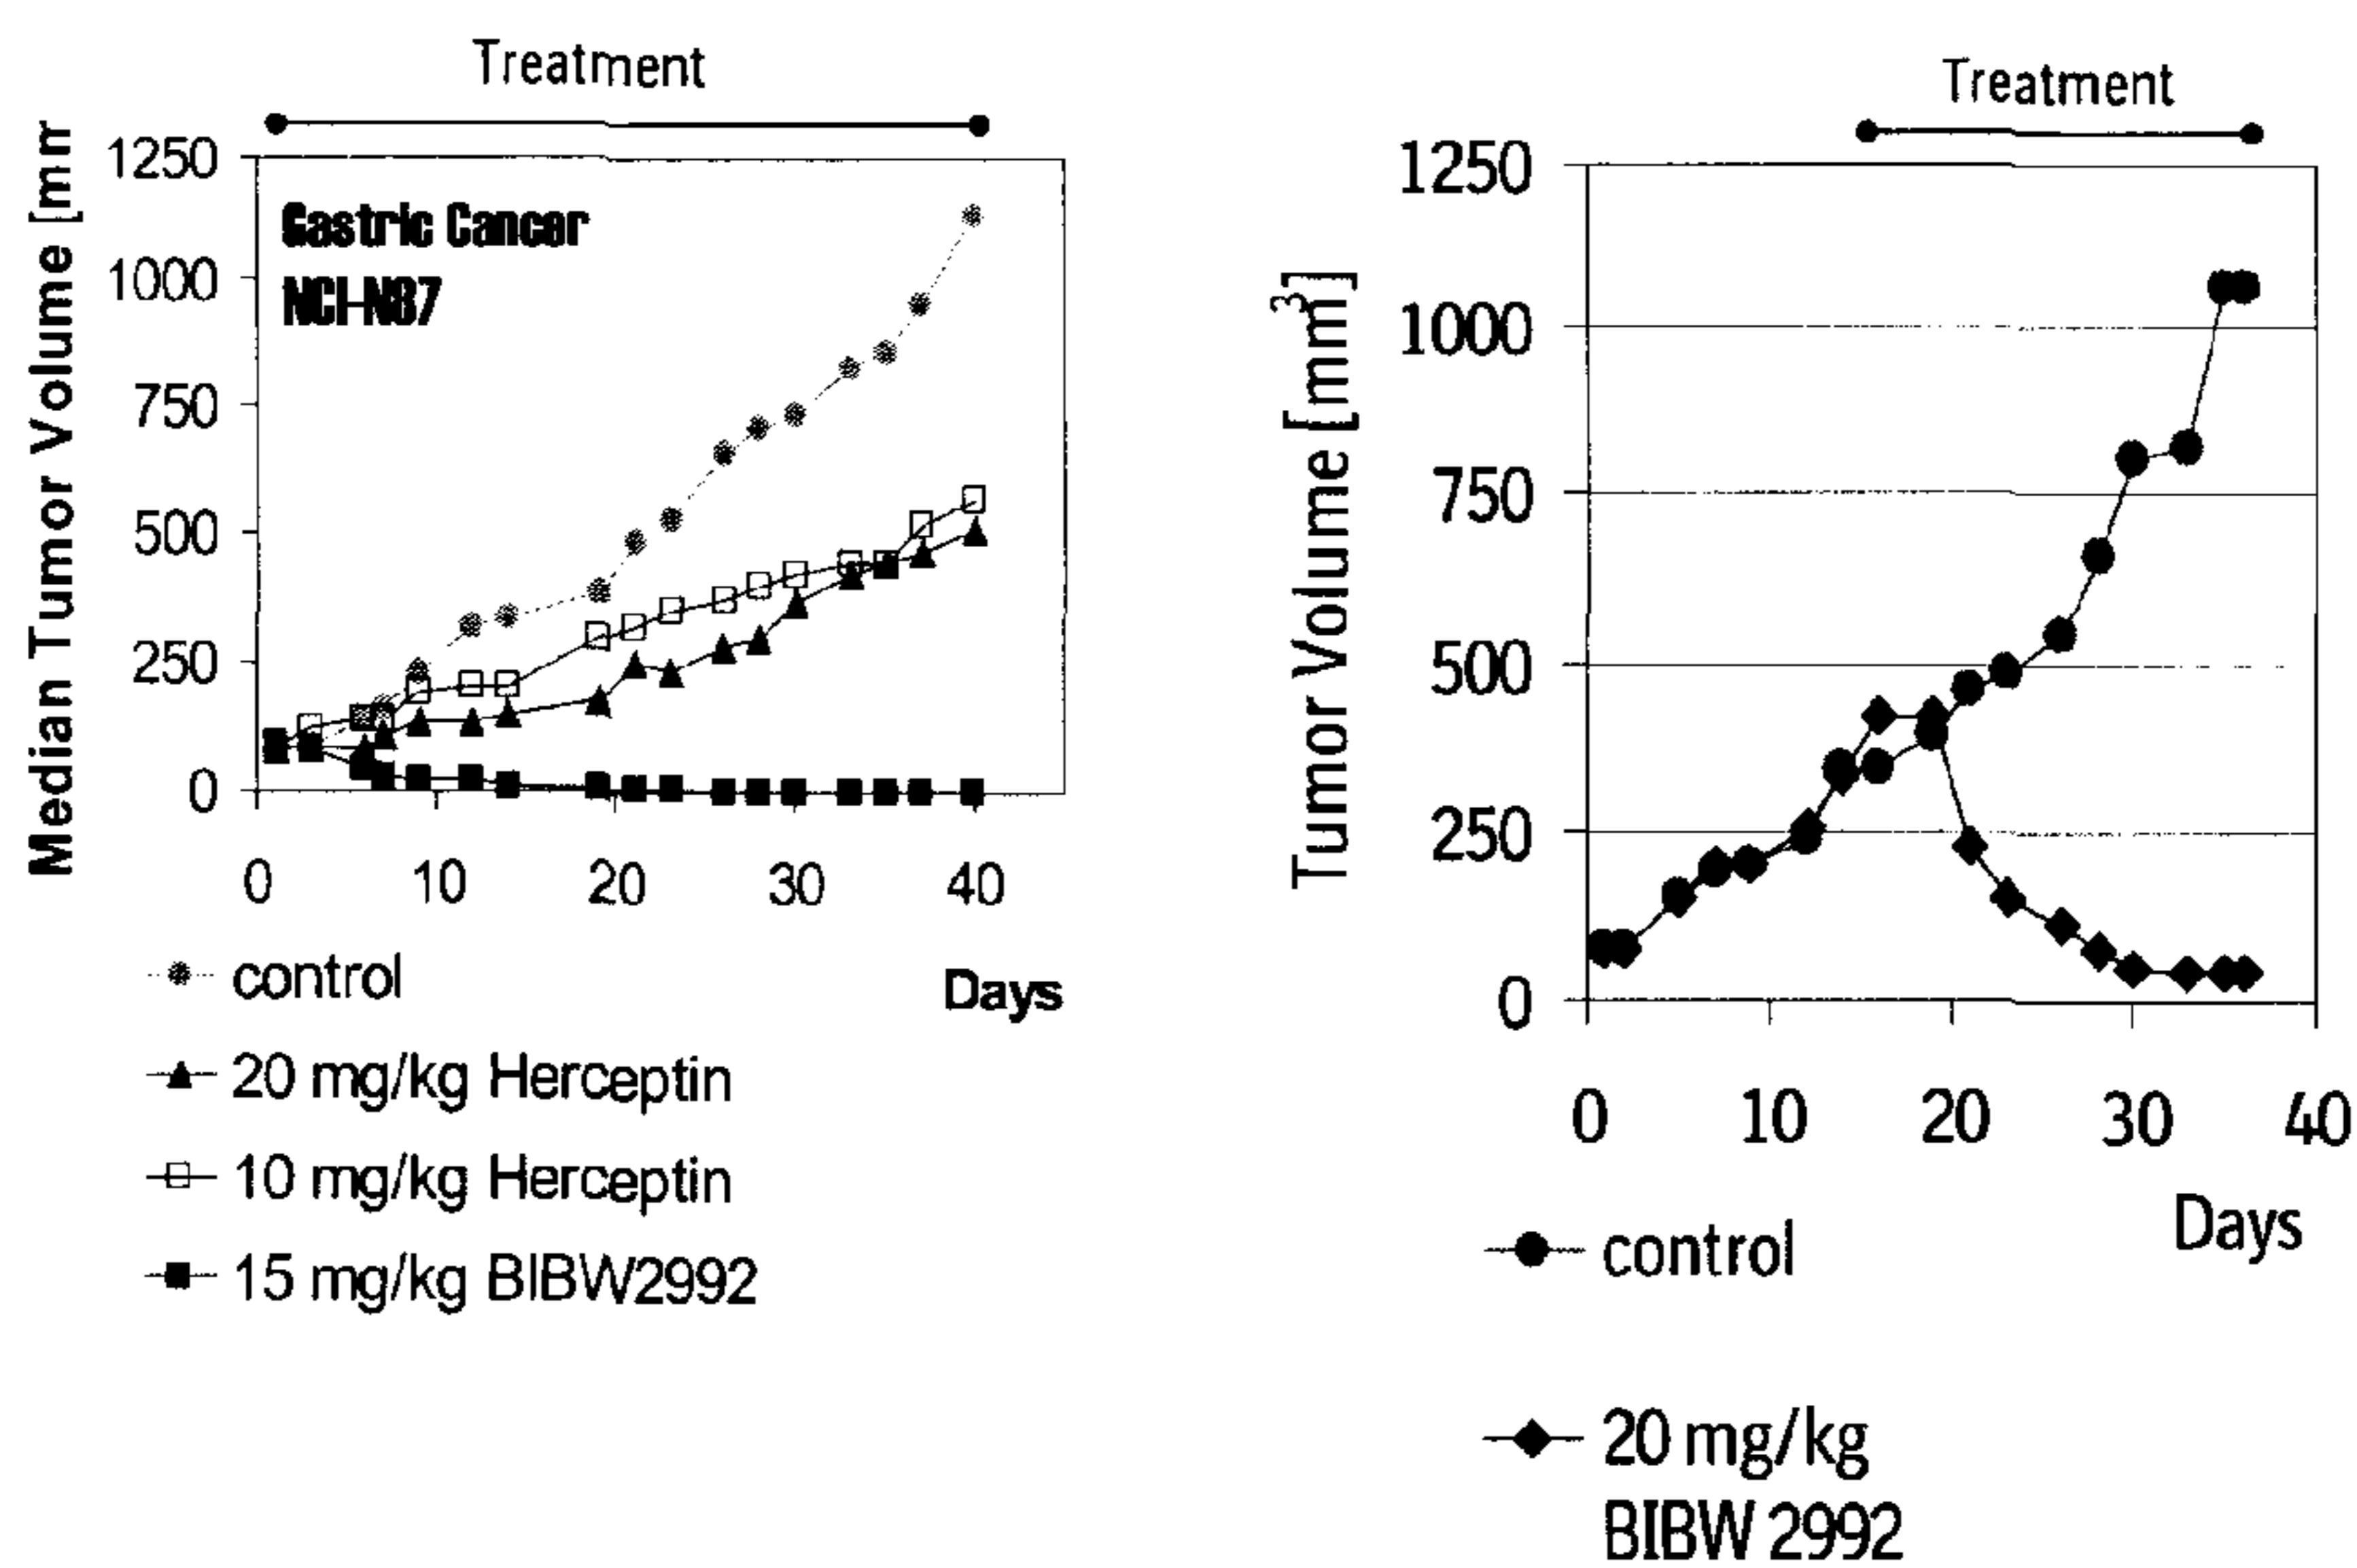 Treatment
Median Tumor Volume [mm
1250
1000
750
500
250
0
Gastric Cancer
NCI-N87
0 10 20 30 40
Days
control
20 mg/kg Herceptin
10 mg/kg Herceptin
15 mg/kg BIBW2992
Treatment
Tumor Volume [mm³]
1250
1000
750
500
250
0
0 10 20 30 40
Days
control
20 mg/kg
BIBW 2992